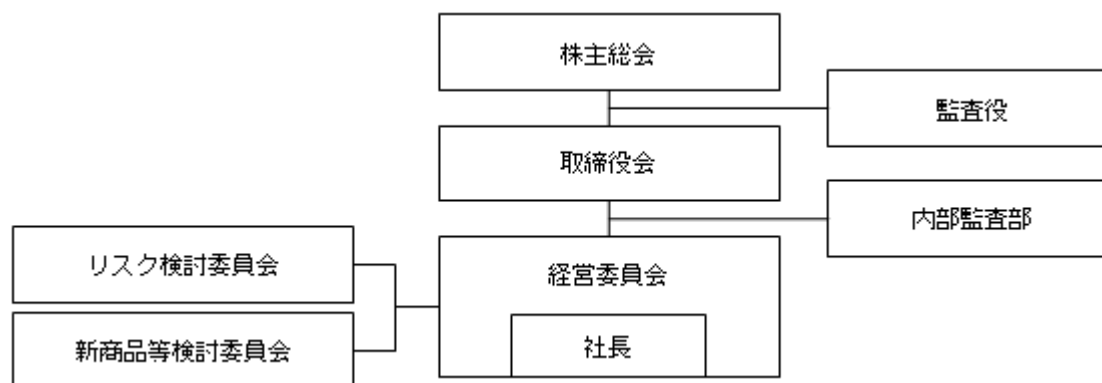 株主総会
監査役
取締役会
内部監査部
リスク検討委員会
経営委員会
新商品等検討委員会
社長